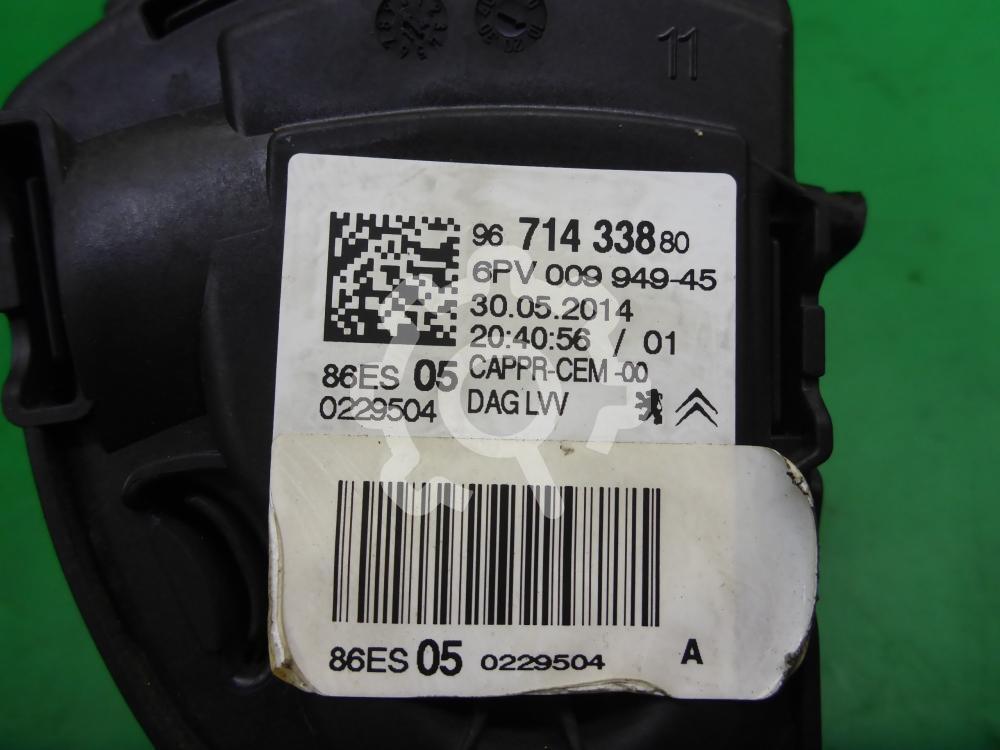 11
96 714 338 80
6PV 009 949-45
30.05.2014
20:40:56 / 01
86ES 05 CAPPR-CEM -00
0229504 DAG LVV
86ES 05 0229504 A